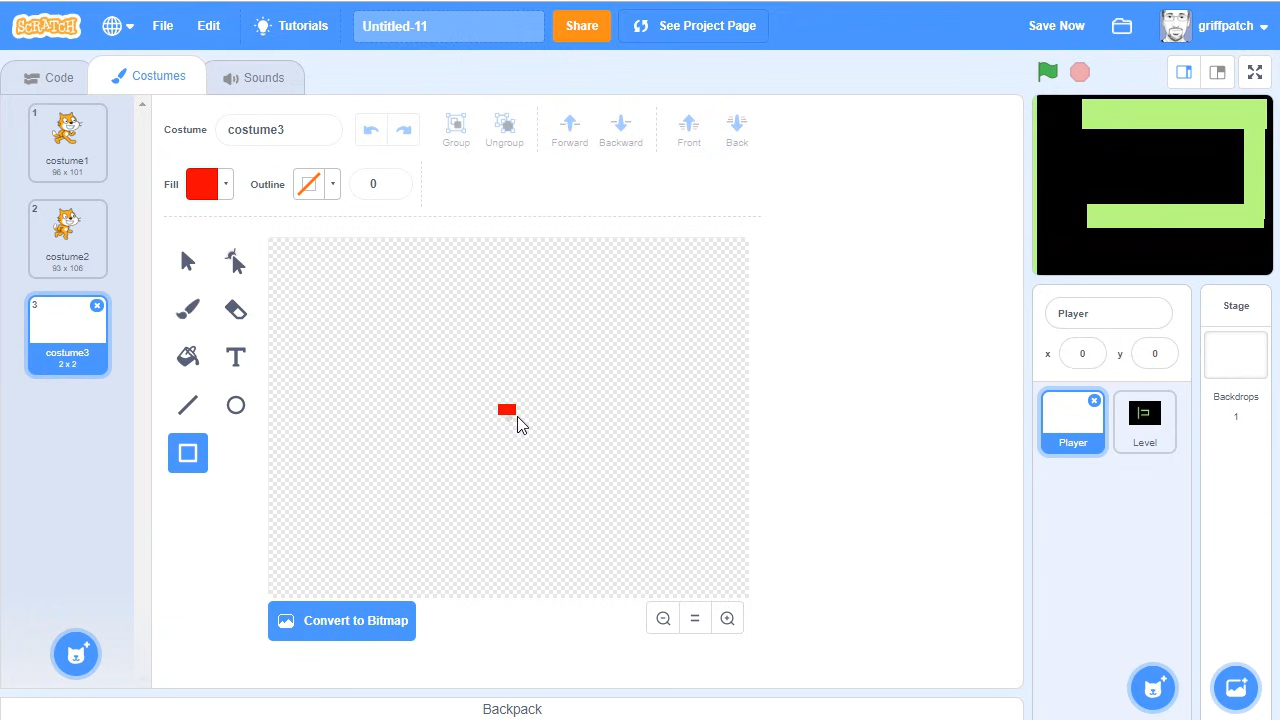 SCRATCH
File
Edit
Tutorials
Untitled-11
Share
See Project Page
Save Now
griffpatch
Code
Costumes
Sounds
1
costume1
96 x 101
2
costume2
93 x 106
3
costume3
2 x 2
Costume
costume3
Group
Ungroup
Forward
Backward
Front
Back
Fill
Outline
0
T
Convert to Bitmap
Player
x
0
y
0
Player
Level
Stage
Backdrops
1
Backpack